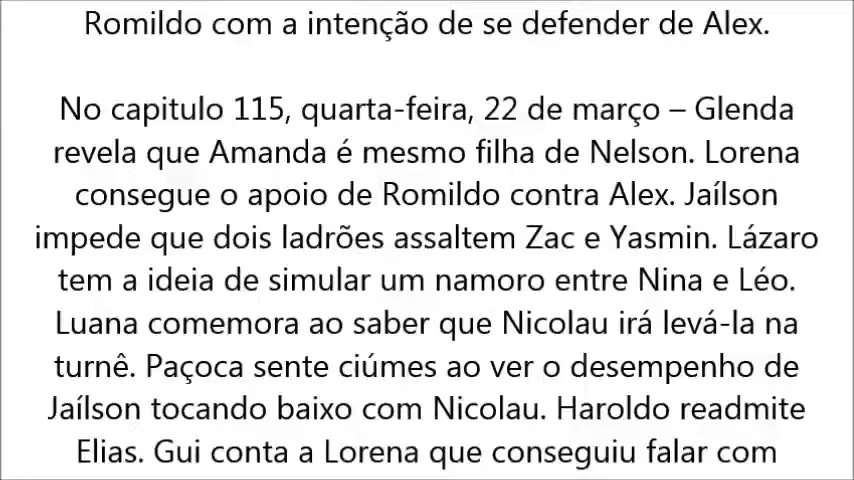 Romildo com a intenção de se defender de Alex.
No capitulo 115, quarta-feira, 22 de março – Glenda
revela que Amanda é mesmo filha de Nelson. Lorena
consegue o apoio de Romildo contra Alex. Jaílson
impede que dois ladrões assaltem Zac e Yasmin. Lázaro
tem a ideia de simular um namoro entre Nina e Léo.
Luana comemora ao saber que Nicolau irá levá-la na
turnê. Paçoca sente ciúmes ao ver o desempenho de
Jaílson tocando baixo com Nicolau. Haroldo readmite
Elias. Gui conta a Lorena que conseguiu falar com